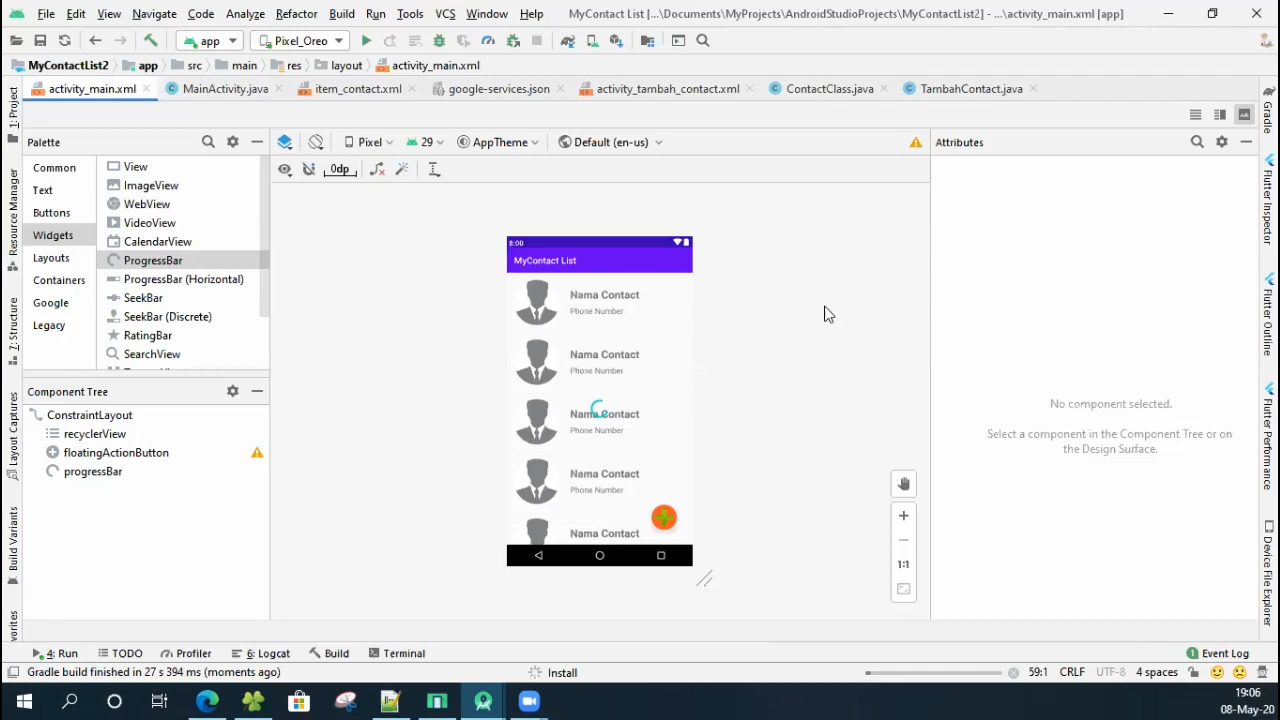 File Edit View Navigate Code Analyze Refactor Build Run Tools VCS Window Help MyContact List [...\Documents\MyProjects\AndroidStudioProjects\MyContactList2] - ...\activity_main.xml [app]
app Pixel_Oreo
MyContactList2 app src main res layout activity_main.xml
activity_main.xml MainActivity.java item_contact.xml google-services.json activity_tambah_contact.xml ContactClass.java TambahContact.java
Palette Pixel 29 AppTheme Default (en-us) Attributes
Common
Text
Buttons
Widgets
Layouts
Containers
Google
Legacy
View
ImageView
WebView
VideoView
CalendarView
ProgressBar
ProgressBar (Horizontal)
SeekBar
SeekBar (Discrete)
RatingBar
SearchView
0dp
8:00
MyContact List
Nama Contact
Phone Number
Nama Contact
Phone Number
Nama Contact
Phone Number
Nama Contact
Phone Number
Nama Contact
Component Tree
ConstraintLayout
recyclerView
floatingActionButton
progressBar
No component selected.
Select a component in the Component Tree or on
the Design Surface.
1:1
1: Project
Resource Manager
7: Structure
Layout Captures
Build Variants
Gradle
Flutter Inspector
Flutter Outline
Flutter Performance
Device File Explorer
4: Run TODO Profiler 6: Logcat Build Terminal 1 Event Log
Gradle build finished in 27 s 394 ms (moments ago) Install 59:1 CRLF UTF-8 4 spaces
19:06
08-May-20